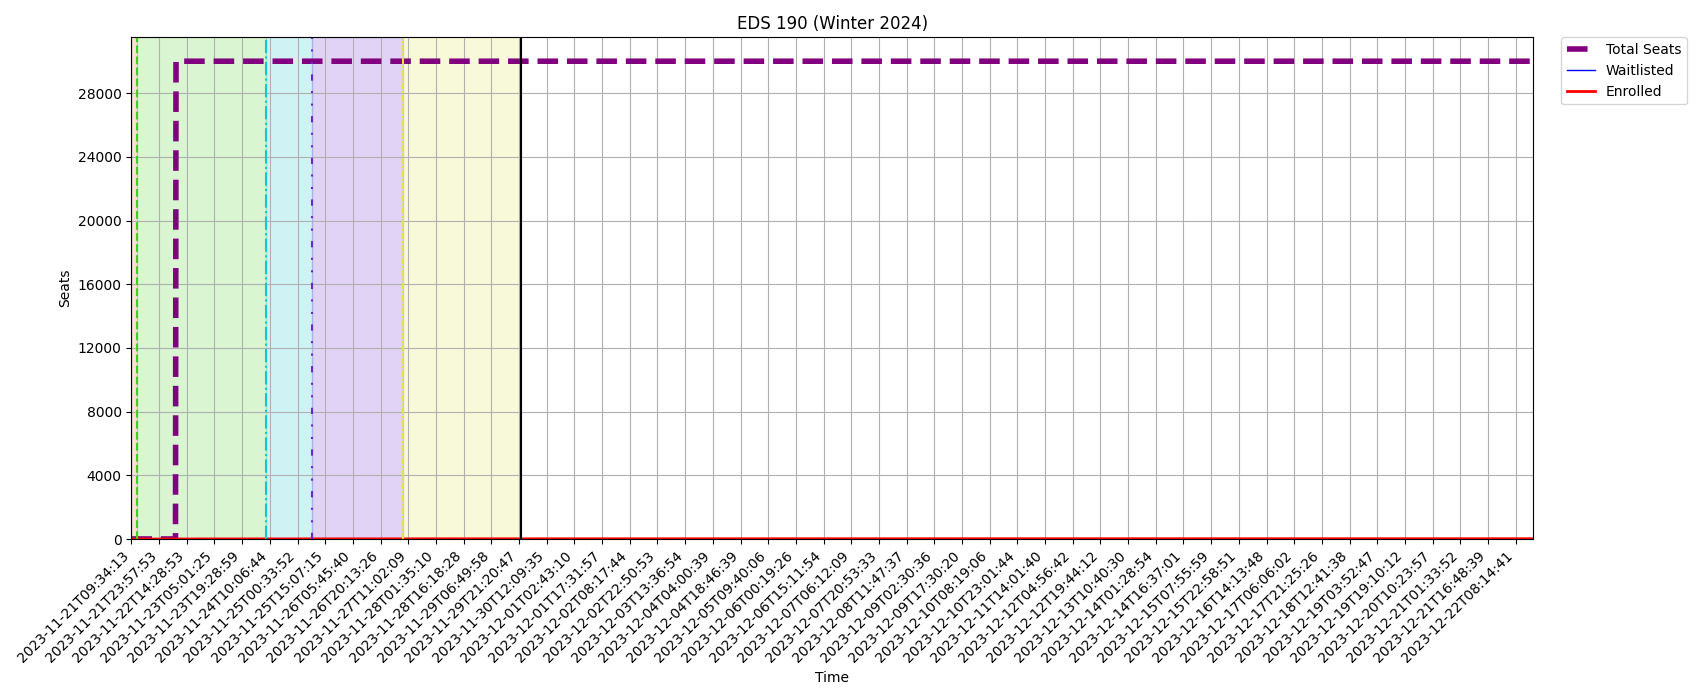 EDS 190 (Winter 2024)
Total Seats
Waitlisted
Enrolled
Seats
28000
24000
20000
16000
12000
8000
4000
0
2023-11-21T09:34:13
2023-11-21T23:57:53
2023-11-22T14:28:53
2023-11-23T05:01:25
2023-11-23T19:28:59
2023-11-24T10:06:44
2023-11-25T00:33:52
2023-11-25T15:07:15
2023-11-26T05:45:40
2023-11-26T20:13:26
2023-11-27T11:02:09
2023-11-28T01:35:10
2023-11-28T16:18:28
2023-11-29T06:49:58
2023-11-29T21:20:47
2023-11-30T12:09:35
2023-12-01T02:43:10
2023-12-01T17:31:57
2023-12-02T08:17:44
2023-12-02T22:50:53
2023-12-03T13:36:54
2023-12-04T04:00:39
2023-12-04T18:46:39
2023-12-05T09:40:06
2023-12-06T00:19:26
2023-12-06T15:11:54
2023-12-07T06:12:09
2023-12-07T20:53:33
2023-12-08T11:47:37
2023-12-09T02:30:36
2023-12-09T17:30:20
2023-12-10T08:19:06
2023-12-10T23:01:44
2023-12-11T14:01:40
2023-12-12T04:56:42
2023-12-12T19:44:12
2023-12-13T10:40:30
2023-12-14T01:28:54
2023-12-14T16:37:01
2023-12-15T07:55:59
2023-12-15T22:58:51
2023-12-16T14:13:48
2023-12-17T06:06:02
2023-12-17T21:25:26
2023-12-18T12:41:38
2023-12-19T03:52:47
2023-12-19T19:10:12
2023-12-20T10:23:57
2023-12-21T01:33:52
2023-12-21T16:48:39
2023-12-22T08:14:41
Time